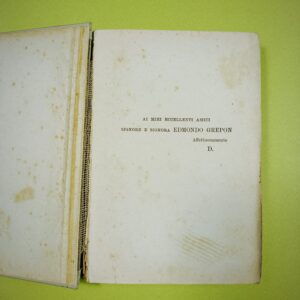 AI MIEI ECCELLENTI AMICI
SIGNORE E SIGNORA EDMONDO GREPON
Affettuosamente
D.